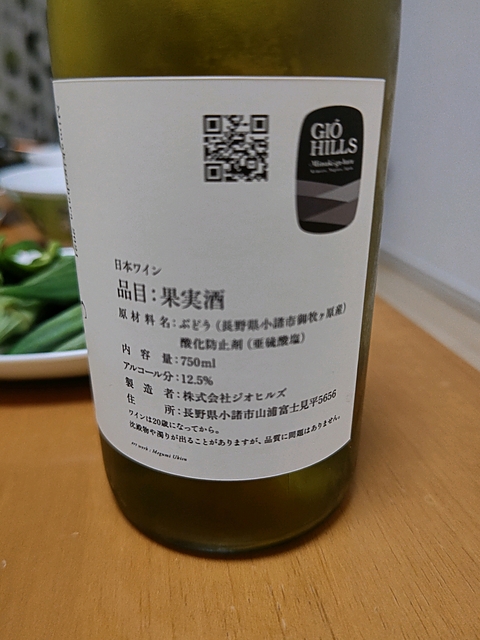 GIÓ
HILLS
Mimaki-ga-hara
日本ワイン
品目：果実酒
原材料名：ぶどう（長野県小諸市御牧ヶ原産）
酸化防止剤（亜硫酸塩）
内容量：750ml
アルコール分：12.5%
製造者：株式会社ジオヒルズ
住所：長野県小諸市山浦富士見平5656
ワインは20歳になってから。
沈殿物や濁りが出ることがありますが、品質に問題はありません。
art work : Megumi